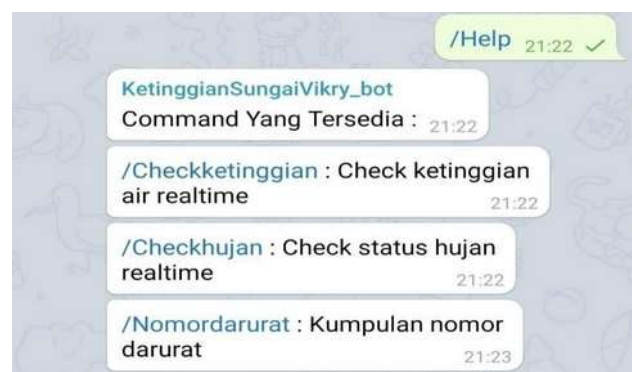 /Help 21:22
KetinggianSungaiVikry_bot
Command Yang Tersedia : 21:22
/Checkketinggian : Check ketinggian
air realtime 21:22
/Checkhujan : Check status hujan
realtime 21:22
/Nomordarurat : Kumpulan nomor
darurat 21:23